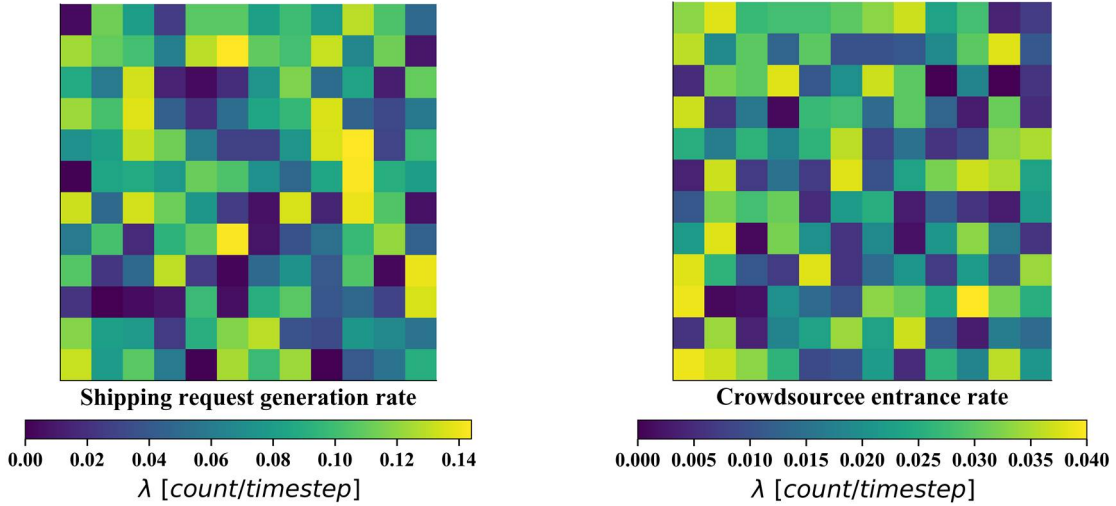 Shipping request generation rate
0.00 0.02 0.04 0.06 0.08 0.10 0.12 0.14
λ [count/timestep]
Crowdsourcee entrance rate
0.000 0.005 0.010 0.015 0.020 0.025 0.030 0.035 0.040
λ [count/timestep]